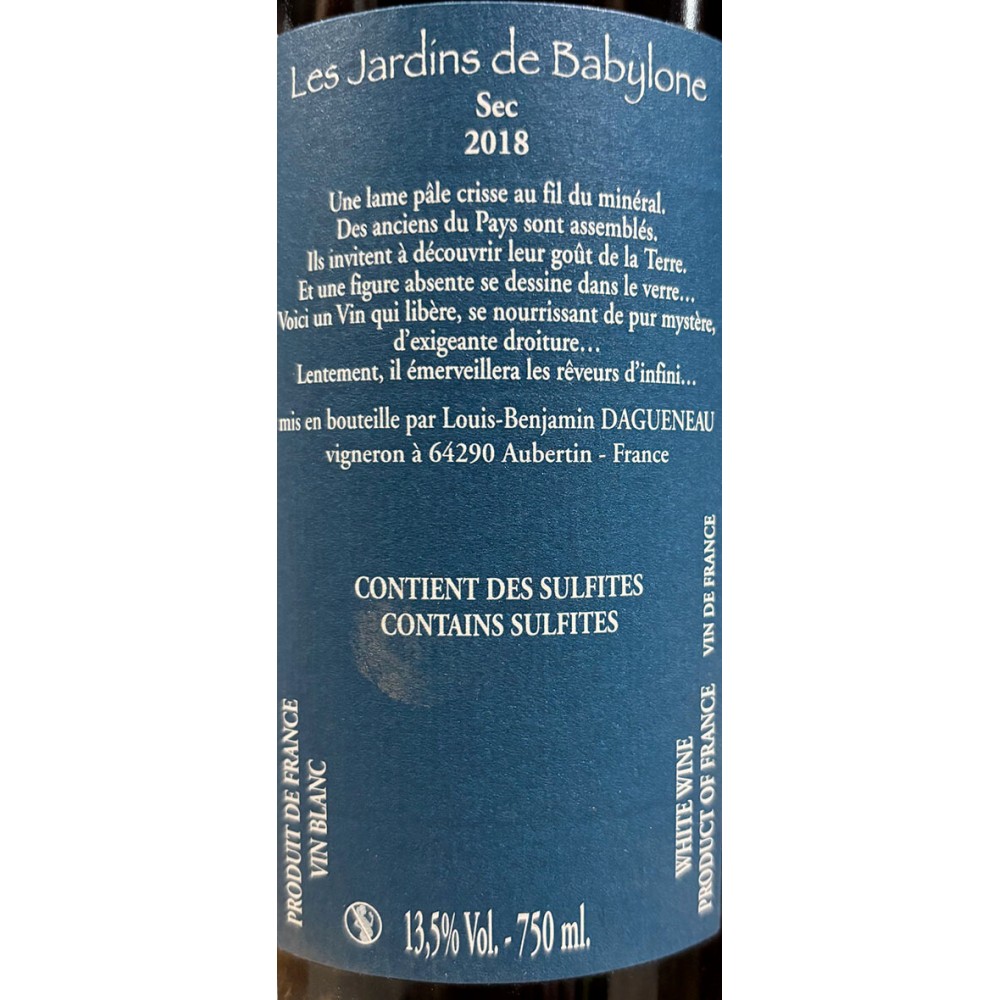 Les Jardins de Babylone
Sec
2018
Une lame pâle crisse au fil du minéral.
Des anciens du Pays sont assemblés.
Ils invitent à découvrir leur goût de la Terre.
Et une figure absente se dessine dans le verre...
Voici un Vin qui libère, se nourrissant de pur mystère,
d'exigeante droiture...
Lentement, il émerveillera les rêveurs d'infini...
mis en bouteille par Louis-Benjamin DAGUENEAU
vigneron à 64290 Aubertin - France
CONTIENT DES SULFITES
CONTAINS SULFITES
PRODUIT DE FRANCE
VIN BLANC
WHITE WINE
PRODUCT OF FRANCE
VIN DE FRANCE
13,5% Vol. - 750 ml.